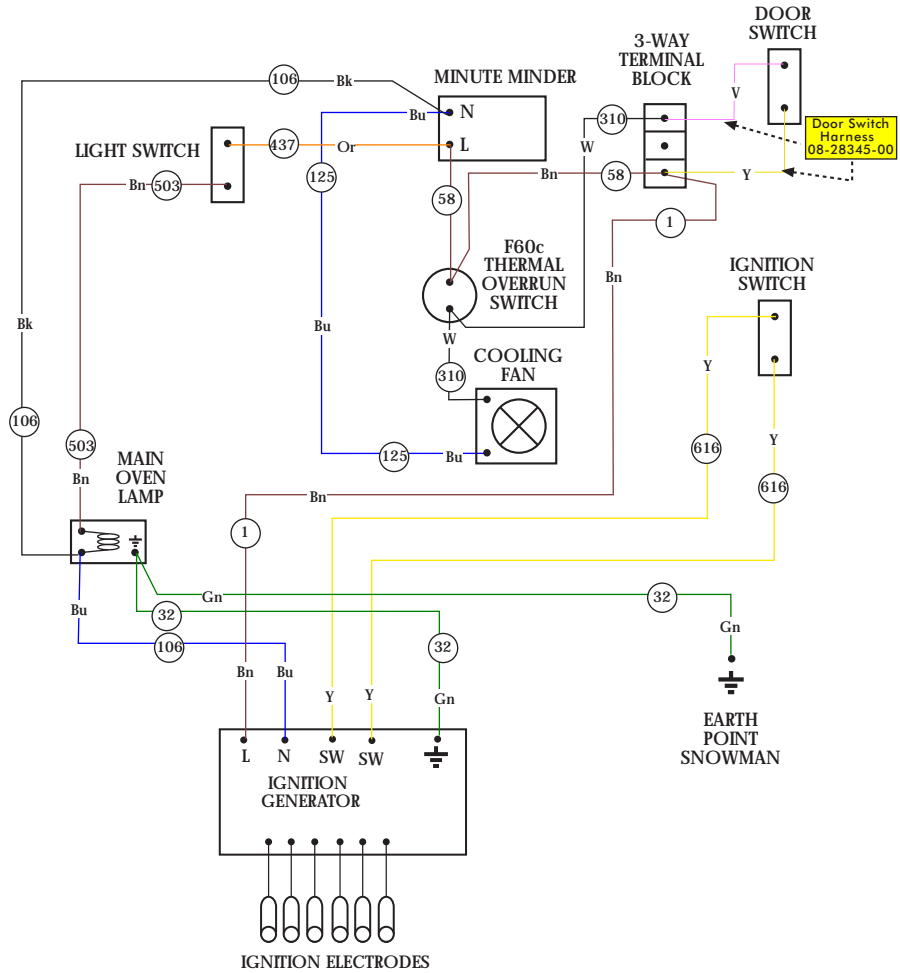 DOOR
SWITCH
3-WAY
TERMINAL
BLOCK
MINUTE MINDER
106
Bk
V
N
Bu
310
Door Switch
Harness
08-28345-00
LIGHT SWITCH
437
Or
L
W
125
Bn
503
Bn
58
Y
58
1
F60c
THERMAL
OVERRUN
SWITCH
IGNITION
SWITCH
Bn
Bk
Bu
W
COOLING
FAN
Y
310
106
503
125
Bu
616
Y
MAIN
OVEN
LAMP
Bn
Bn
616
1
Gn
32
Bu
32
Gn
106
32
Bn
Bu
Y
Y
Gn
EARTH
POINT
SNOWMAN
L
N
SW
SW
IGNITION
GENERATOR
IGNITION ELECTRODES